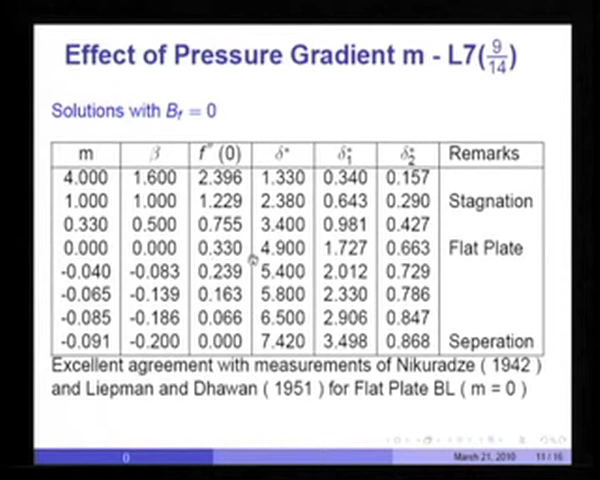 Effect of Pressure Gradient m - L7(9/14)
Solutions with Bf = 0
m β f″ (0) δ* δ1* δ2* Remarks
4.000 1.600 2.396 1.330 0.340 0.157
1.000 1.000 1.229 2.380 0.643 0.290 Stagnation
0.330 0.500 0.755 3.400 0.981 0.427
0.000 0.000 0.330 4.900 1.727 0.663 Flat Plate
-0.040 -0.083 0.239 5.400 2.012 0.729
-0.065 -0.139 0.163 5.800 2.330 0.786
-0.085 -0.186 0.066 6.500 2.906 0.847
-0.091 -0.200 0.000 7.420 3.498 0.868 Seperation
Excellent agreement with measurements of Nikuradze ( 1942 )
and Liepman and Dhawan ( 1951 ) for Flat Plate BL ( m = 0 )
() March 21, 2010 11 / 16